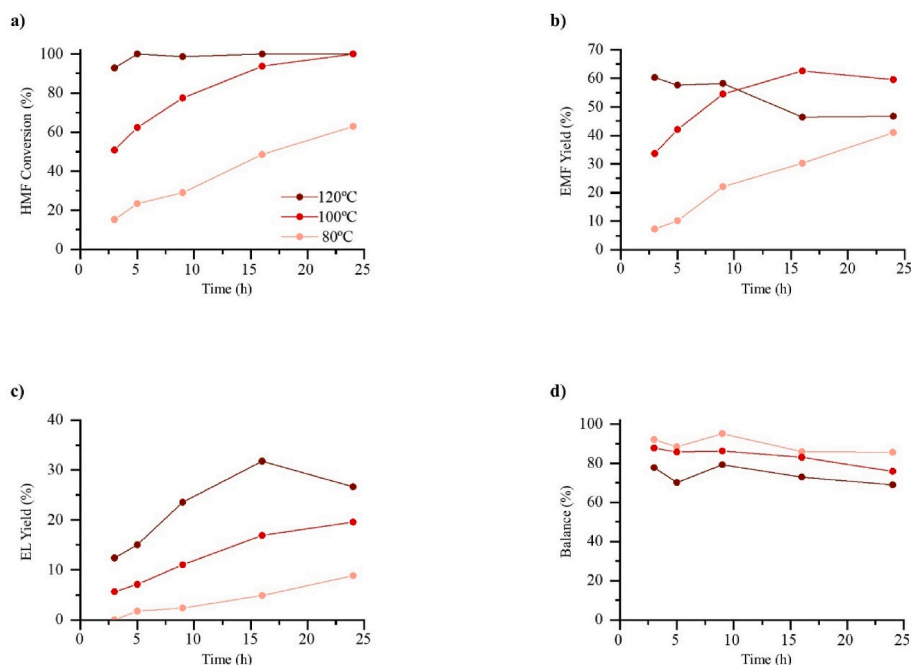 a)
100
80
60
40
20
0
HMF Conversion (%)
120ºC
100ºC
80ºC
0 5 10 15 20 25
Time (h)
b)
70
60
50
40
30
20
10
0
EMF Yield (%)
0 5 10 15 20 25
Time (h)
c)
40
30
20
10
0
EL Yield (%)
0 5 10 15 20 25
Time (h)
d)
100
80
60
40
20
0
Balance (%)
0 5 10 15 20 25
Time (h)